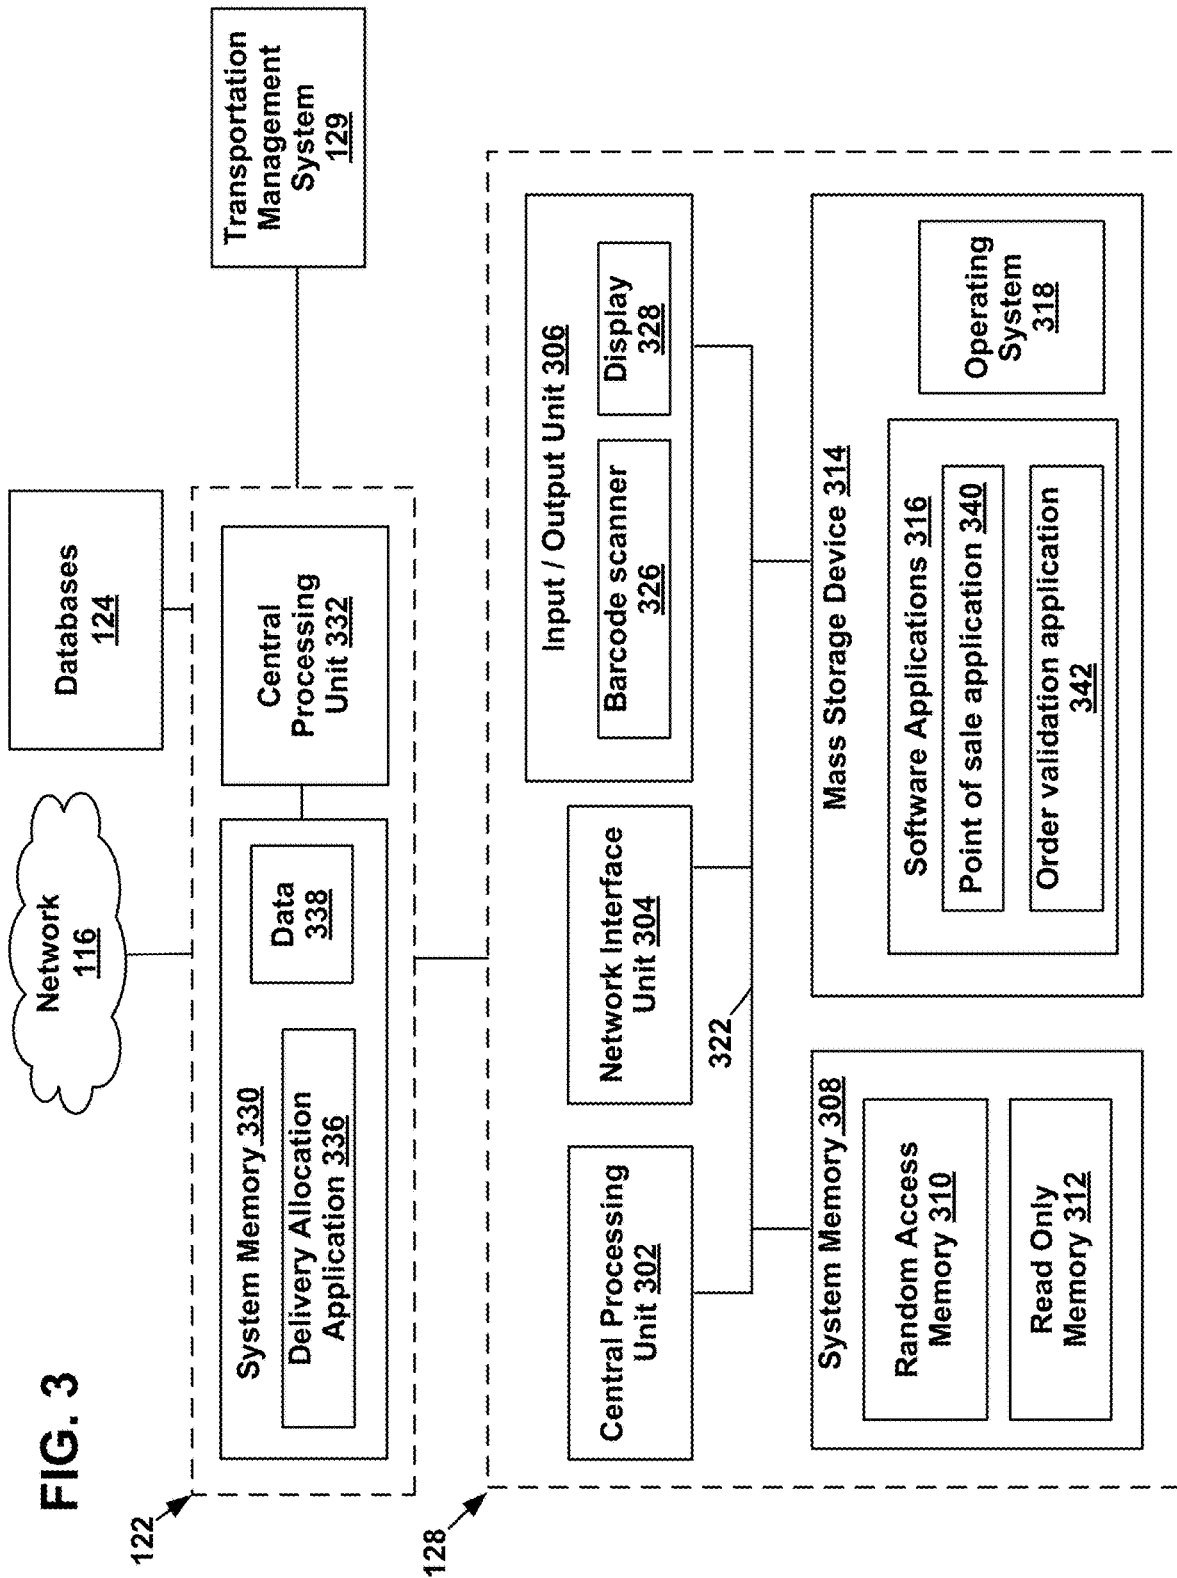 FIG. 3
Network
116
Databases
124
Transportation
Management
System
129
122
System Memory 330
Delivery Allocation
Application 336
Data
338
Central
Processing
Unit 332
128
Central Processing
Unit 302
Network Interface
Unit 304
Input / Output Unit 306
Barcode scanner
326
Display
328
322
System Memory 308
Random Access
Memory 310
Read Only
Memory 312
Mass Storage Device 314
Software Applications 316
Point of sale application 340
Order validation application
342
Operating
System
318